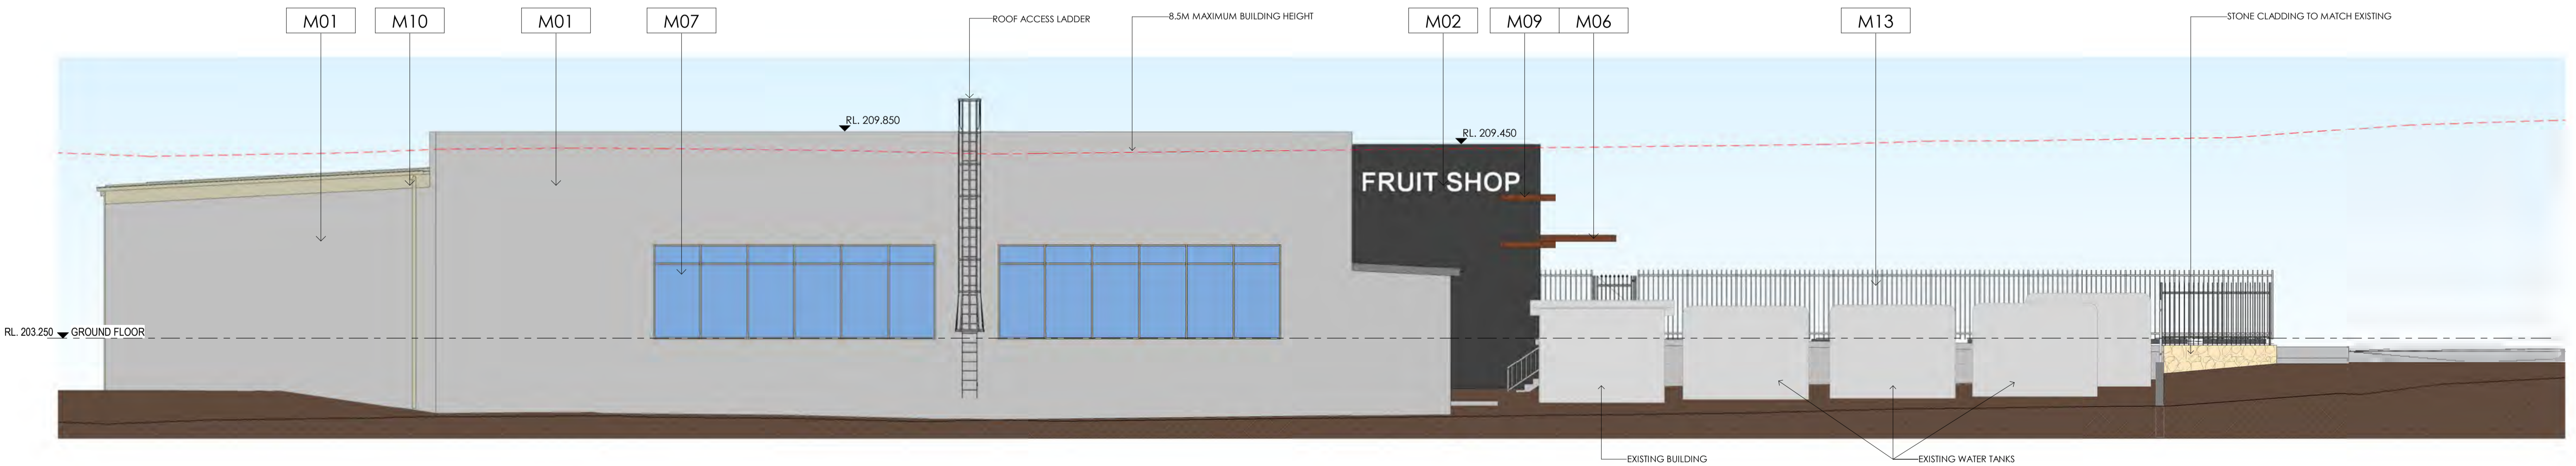 M01
M10
M01
M07
ROOF ACCESS LADDER
8.5M MAXIMUM BUILDING HEIGHT
M02
M09
M06
M13
STONE CLADDING TO MATCH EXISTING
RL. 209.850
RL. 209.450
FRUIT SHOP
RL. 203.250
GROUND FLOOR
EXISTING BUILDING
EXISTING WATER TANKS